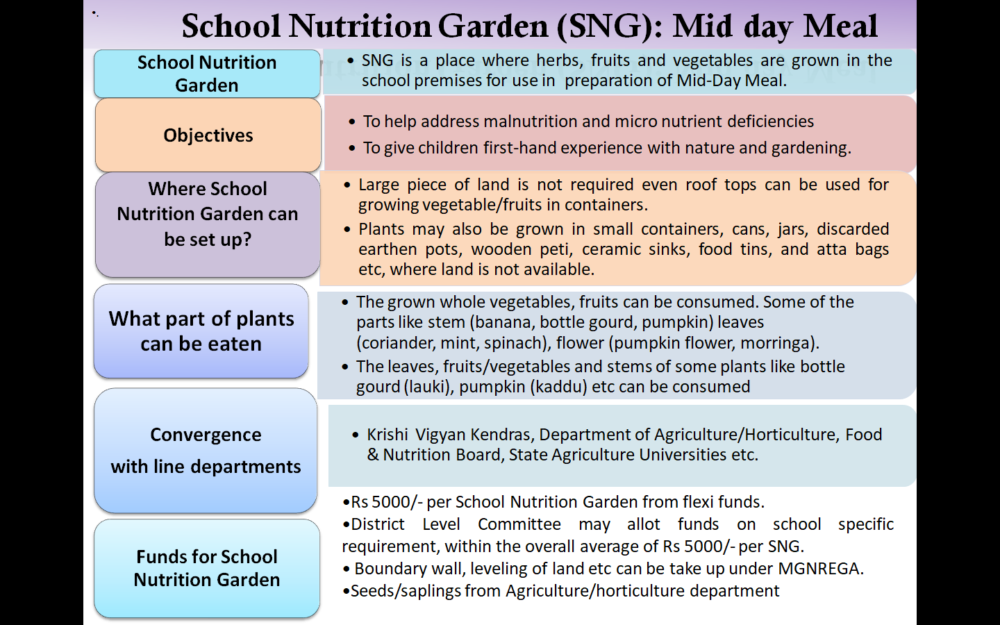 School Nutrition Garden (SNG): Mid day Meal
School Nutrition
Garden
• SNG is a place where herbs, fruits and vegetables are grown in the
school premises for use in preparation of Mid-Day Meal.
Objectives
• To help address malnutrition and micro nutrient deficiencies
• To give children first-hand experience with nature and gardening.
Where School
Nutrition Garden can
be set up?
• Large piece of land is not required even roof tops can be used for
growing vegetable/fruits in containers.
• Plants may also be grown in small containers, cans, jars, discarded
earthen pots, wooden peti, ceramic sinks, food tins, and atta bags
etc, where land is not available.
What part of plants
can be eaten
• The grown whole vegetables, fruits can be consumed. Some of the
parts like stem (banana, bottle gourd, pumpkin) leaves
(coriander, mint, spinach), flower (pumpkin flower, morringa).
• The leaves, fruits/vegetables and stems of some plants like bottle
gourd (lauki), pumpkin (kaddu) etc can be consumed
Convergence
with line departments
• Krishi Vigyan Kendras, Department of Agriculture/Horticulture, Food
& Nutrition Board, State Agriculture Universities etc.
Funds for School
Nutrition Garden
•Rs 5000/- per School Nutrition Garden from flexi funds.
•District Level Committee may allot funds on school specific
requirement, within the overall average of Rs 5000/- per SNG.
• Boundary wall, leveling of land etc can be take up under MGNREGA.
•Seeds/saplings from Agriculture/horticulture department